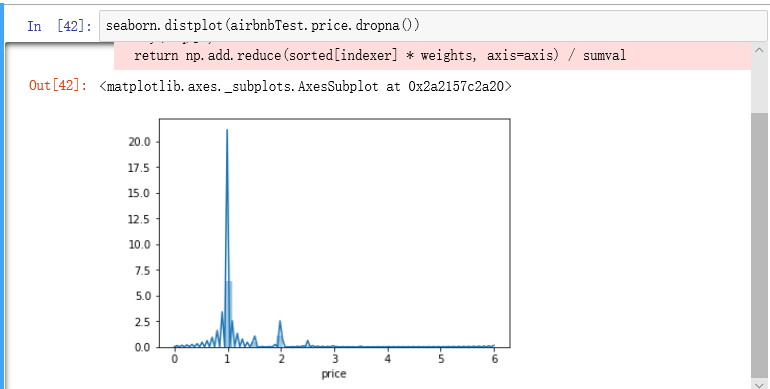 In [42]: seaborn.distplot(airbnbTest.price.dropna())
return np.add.reduce(sorted[indexer] * weights, axis=axis) / sumval
Out[42]: <matplotlib.axes._subplots.AxesSubplot at 0x2a2157c2a20>
20.0
17.5
15.0
12.5
10.0
7.5
5.0
2.5
0.0
0 1 2 3 4 5 6
price